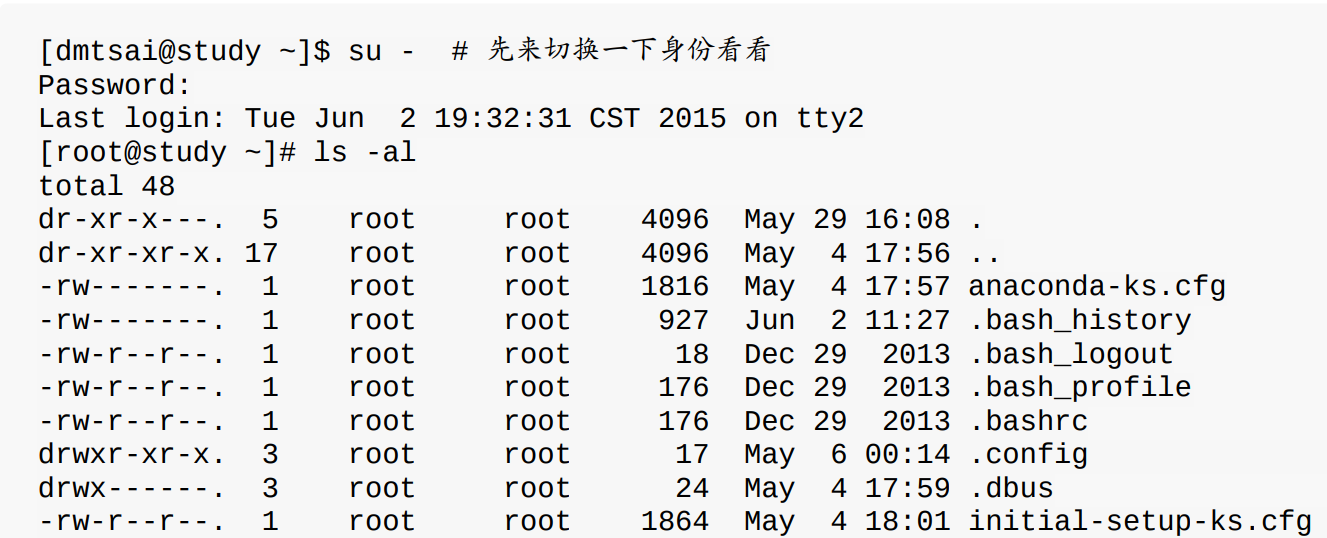 [dmtsai@study ~]$ su -  # 先来切换一下身份看看
Password:
Last login: Tue Jun  2 19:32:31 CST 2015 on tty2
[root@study ~]# ls -al
total 48
dr-xr-x---.  5    root     root    4096  May 29 16:08 .
dr-xr-xr-x. 17    root     root    4096  May  4 17:56 ..
-rw-------.  1    root     root    1816  May  4 17:57 anaconda-ks.cfg
-rw-------.  1    root     root     927  Jun  2 11:27 .bash_history
-rw-r--r--.  1    root     root      18  Dec 29  2013 .bash_logout
-rw-r--r--.  1    root     root     176  Dec 29  2013 .bash_profile
-rw-r--r--.  1    root     root     176  Dec 29  2013 .bashrc
drwxr-xr-x.  3    root     root      17  May  6 00:14 .config
drwx------.  3    root     root      24  May  4 17:59 .dbus
-rw-r--r--.  1    root     root    1864  May  4 18:01 initial-setup-ks.cfg